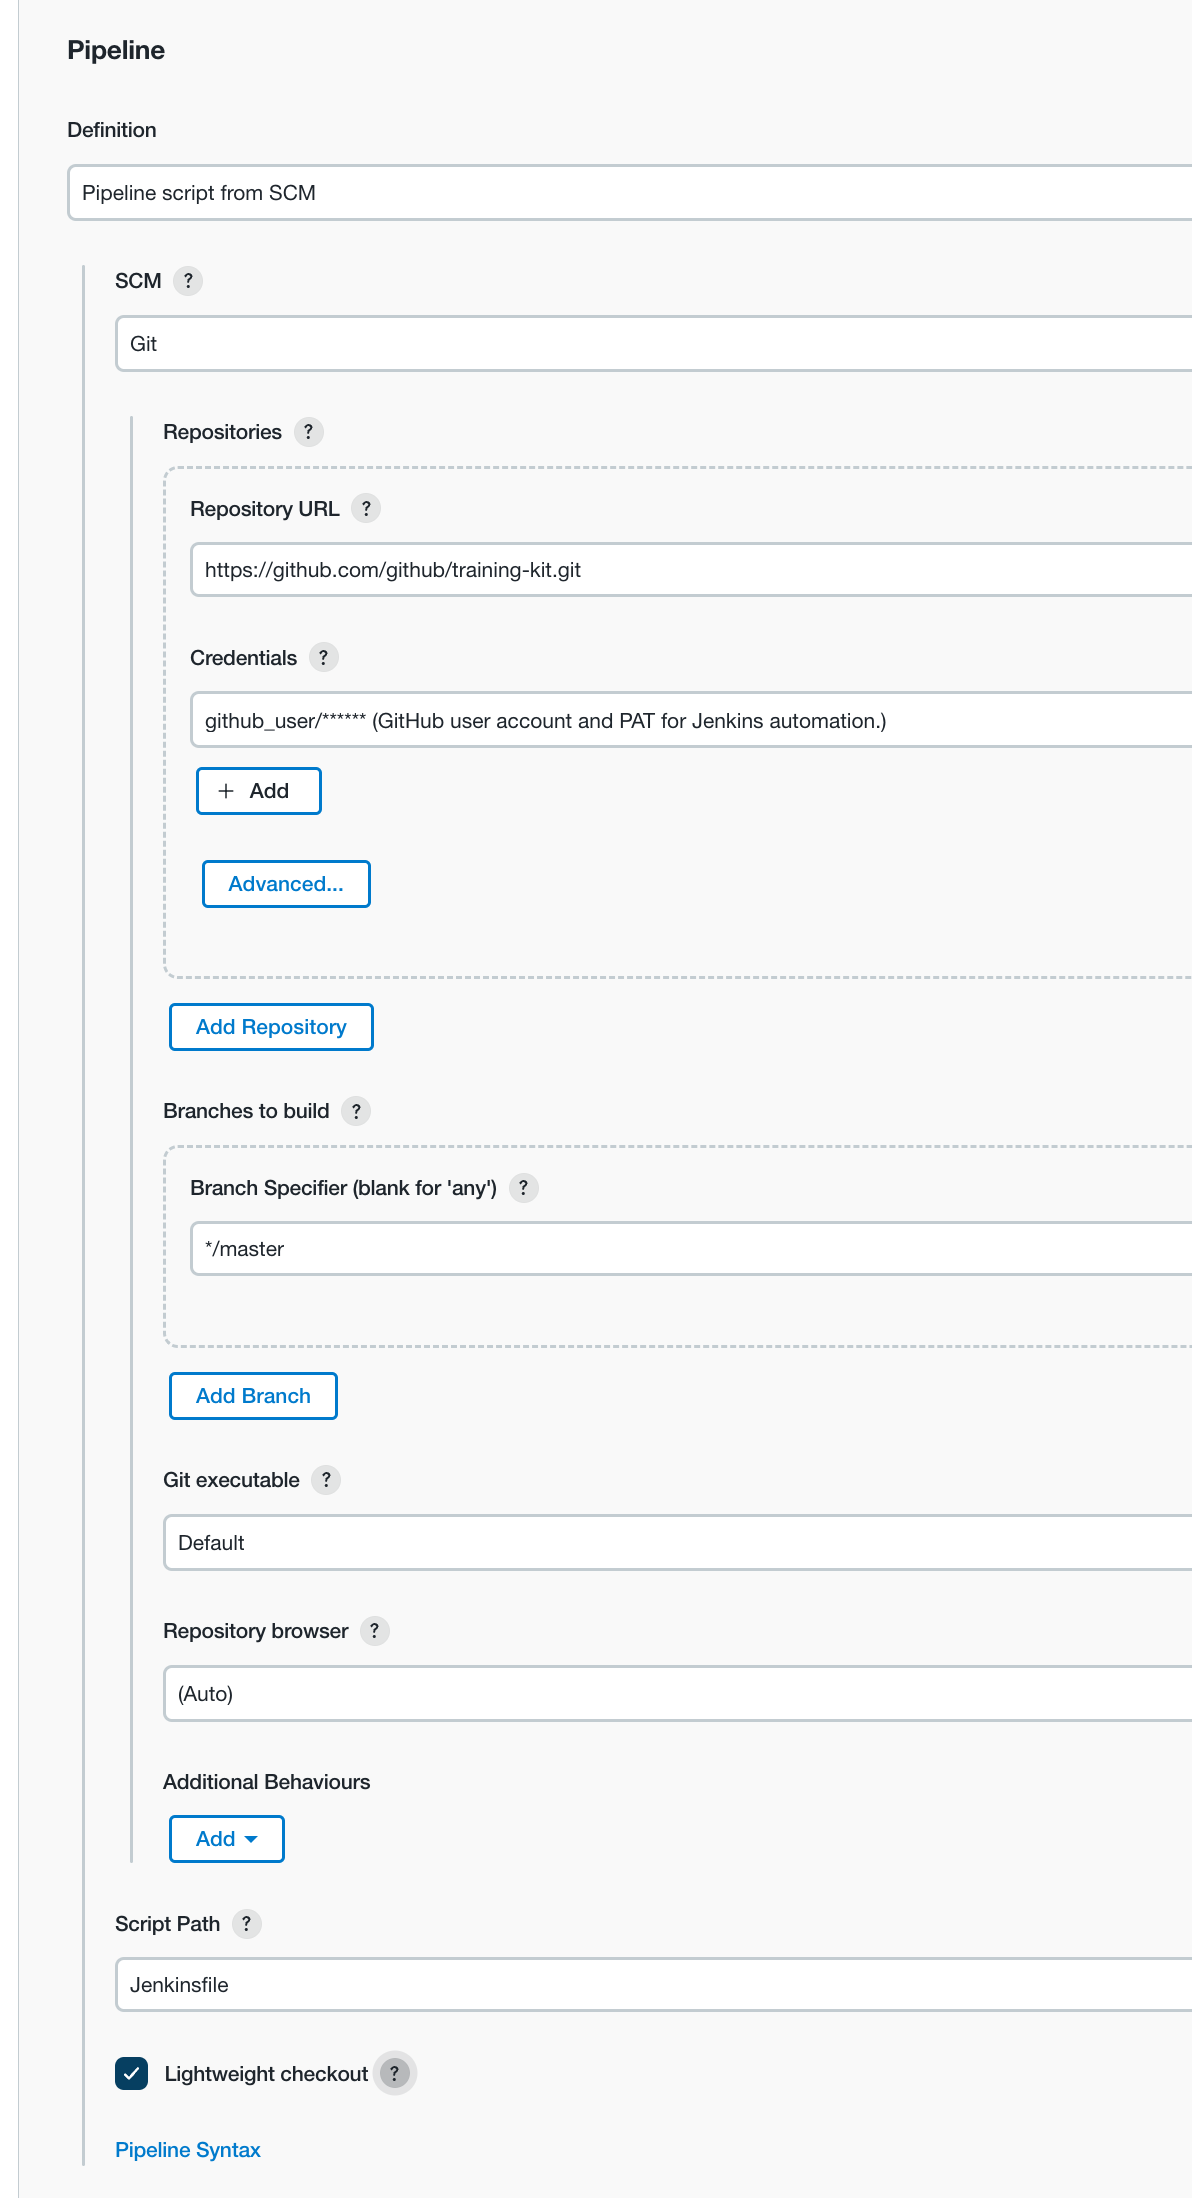 Pipeline
Definition
Pipeline script from SCM
SCM ?
Git
Repositories ?
Repository URL ?
https://github.com/github/training-kit.git
Credentials ?
github_user/****** (GitHub user account and PAT for Jenkins automation.)
+ Add
Advanced...
Add Repository
Branches to build ?
Branch Specifier (blank for 'any') ?
*/master
Add Branch
Git executable ?
Default
Repository browser ?
(Auto)
Additional Behaviours
Add
Script Path ?
Jenkinsfile
Lightweight checkout ?
Pipeline Syntax